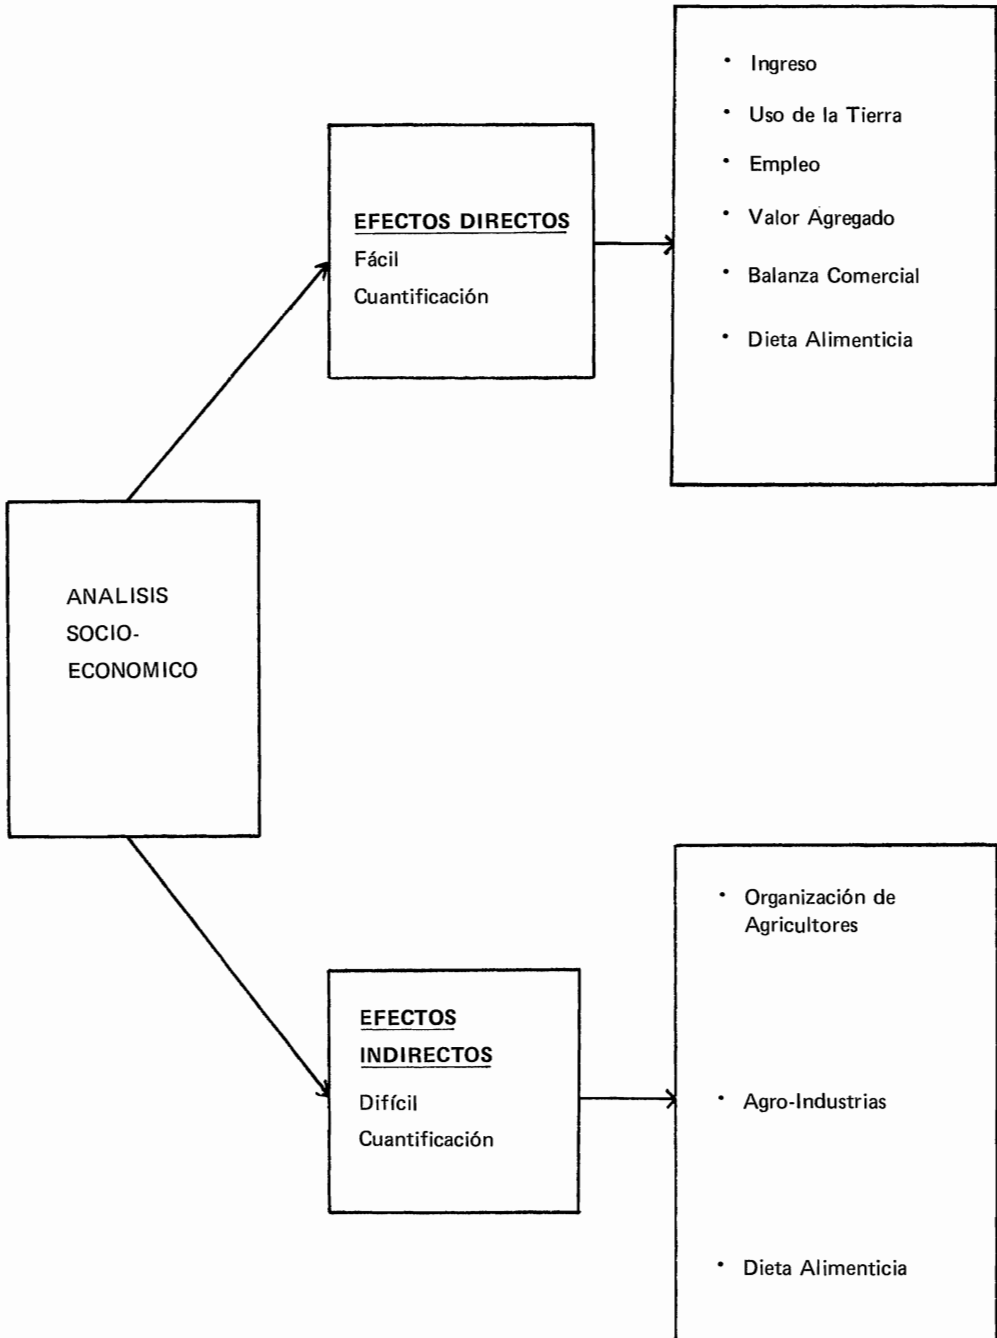 ANALISIS
SOCIO-
ECONOMICO
EFECTOS DIRECTOS
Fácil
Cuantificación
• Ingreso
• Uso de la Tierra
• Empleo
• Valor Agregado
• Balanza Comercial
• Dieta Alimenticia
EFECTOS
INDIRECTOS
Difícil
Cuantificación
• Organización de
Agricultores
• Agro-Industrias
• Dieta Alimenticia